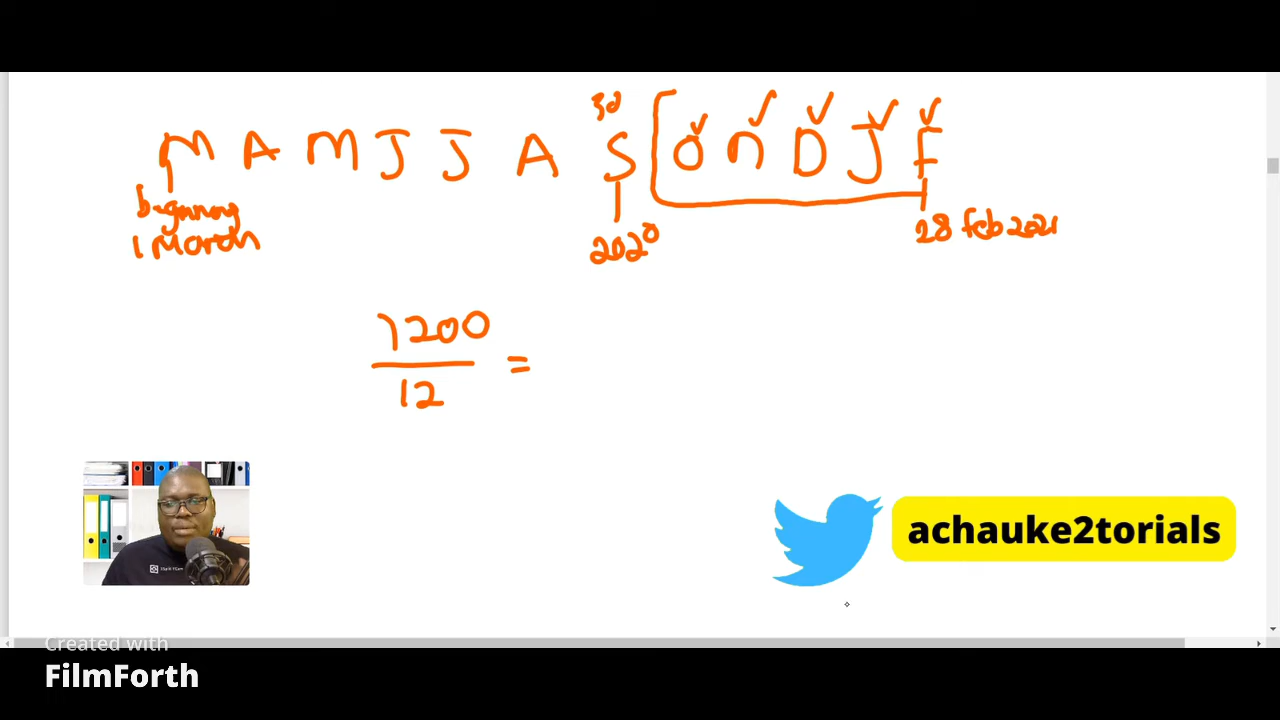 30
M A M J J A S O N D J F
beginning
1 March
2020
28 feb 2021
1200
12
=
achauke2torials
Created with
FilmForth